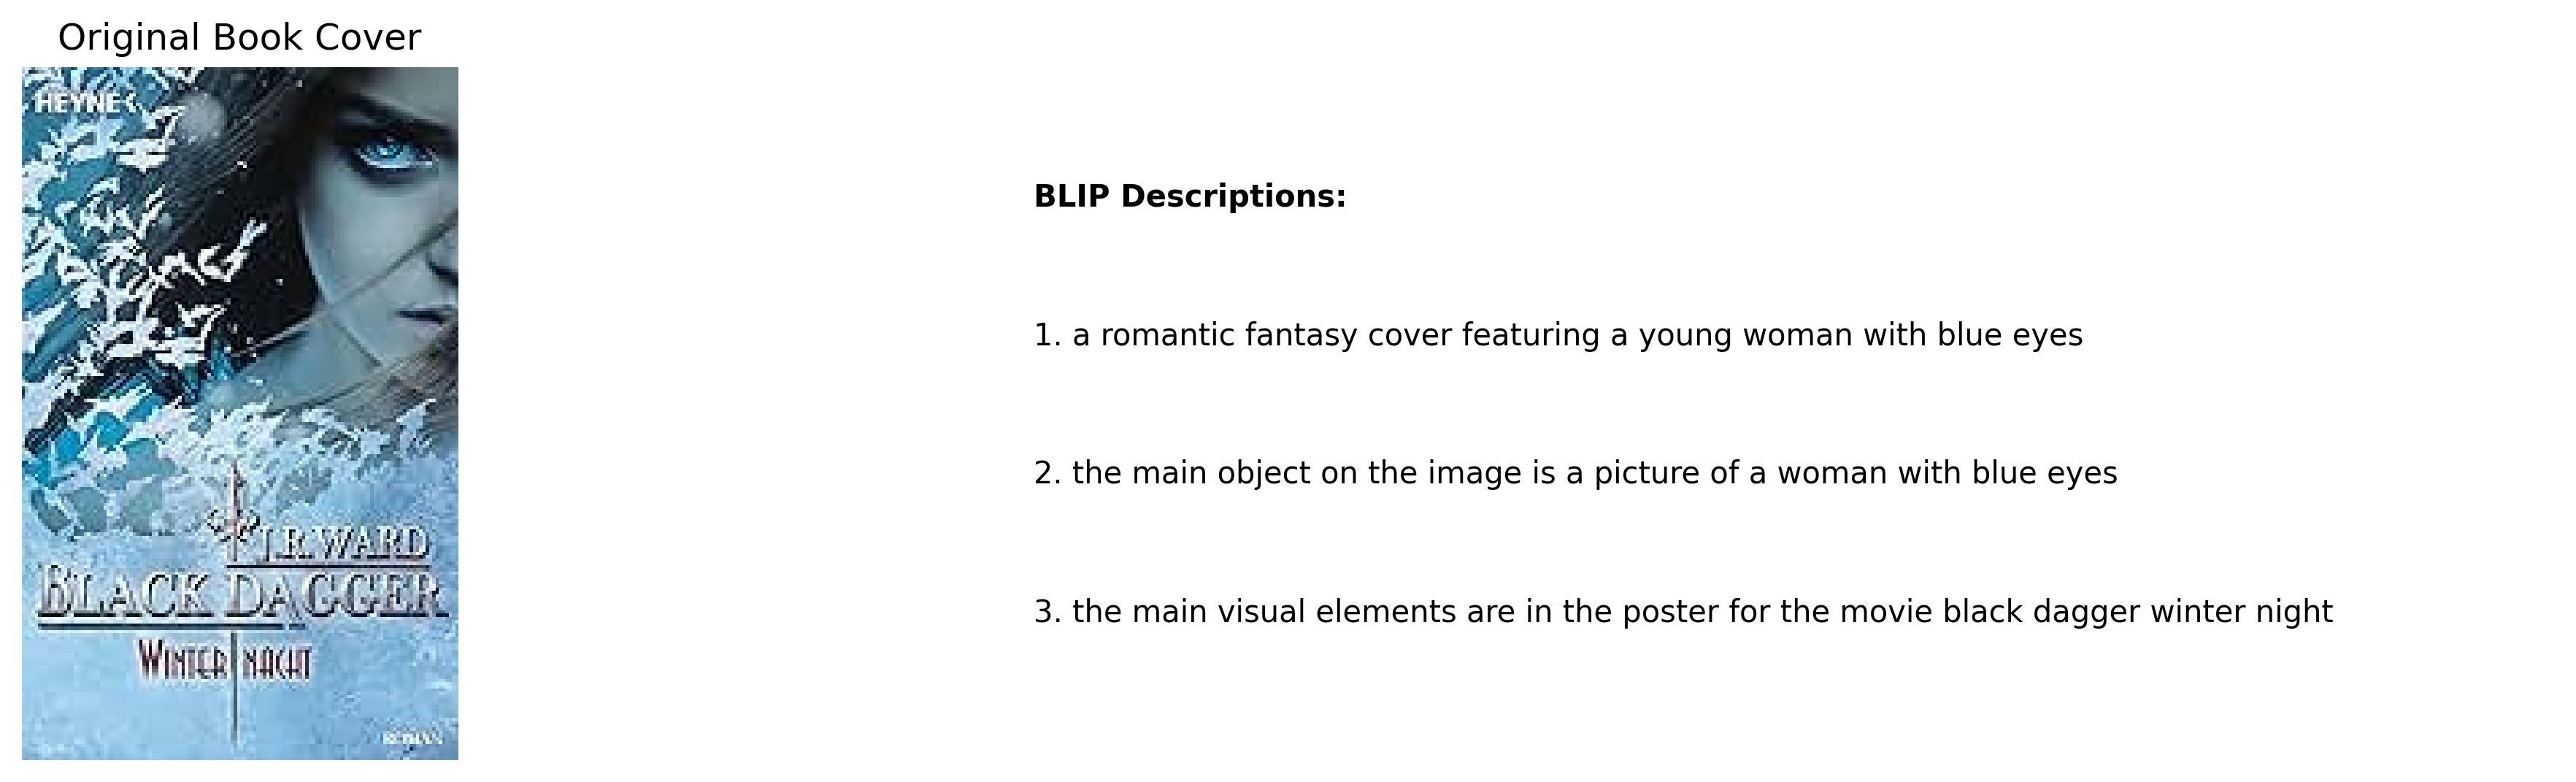 Original Book Cover
HEYNE <
J.R. WARD
BLACK DAGGER
WINTERNACHT
ROMAN
BLIP Descriptions:
1. a romantic fantasy cover featuring a young woman with blue eyes
2. the main object on the image is a picture of a woman with blue eyes
3. the main visual elements are in the poster for the movie black dagger winter night